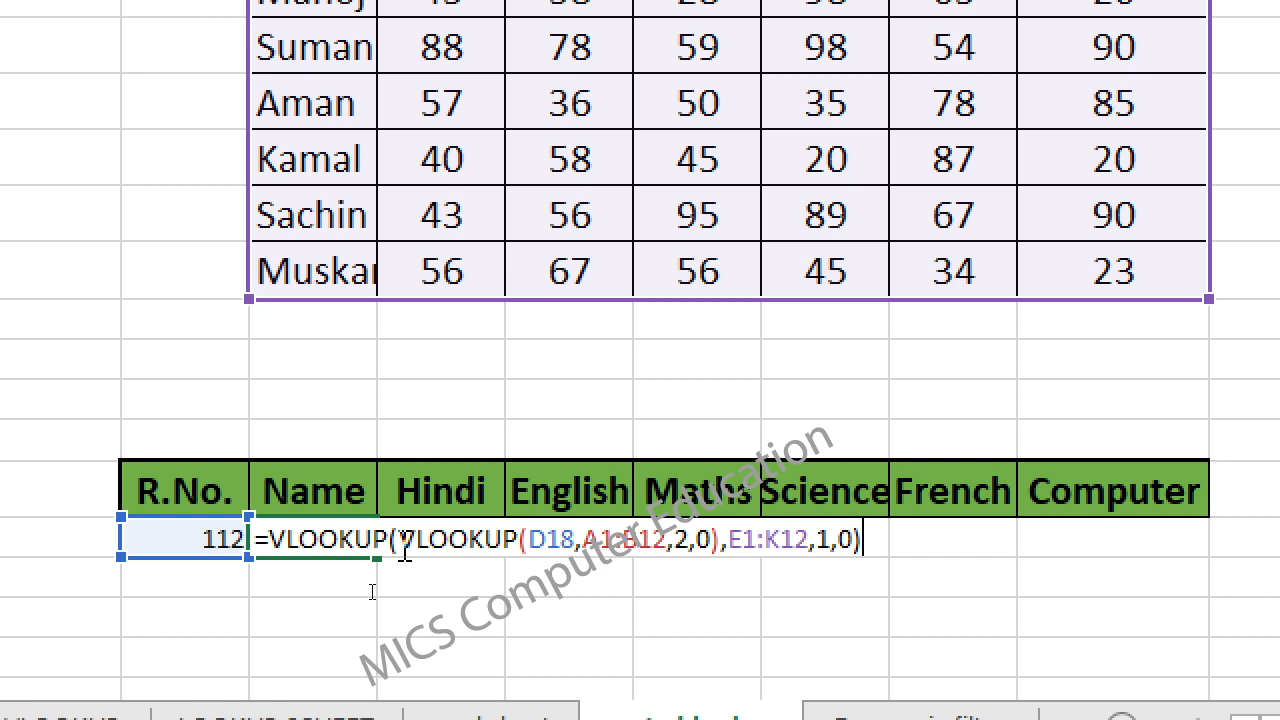 Suman 88 78 59 98 54 90
Aman 57 36 50 35 78 85
Kamal 40 58 45 20 87 20
Sachin 43 56 95 89 67 90
Muskan 56 67 56 45 34 23
R.No. Name Hindi English Maths Science French Computer
112 =VLOOKUP(VLOOKUP(D18,A1:B12,2,0),E1:K12,1,0)
MICS Computer Education